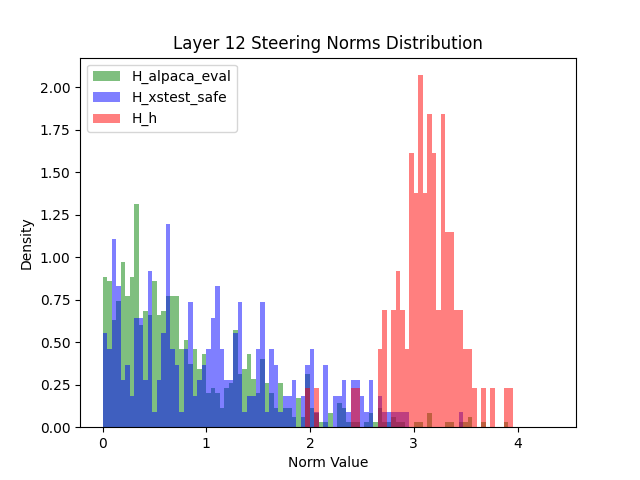 Layer 12 Steering Norms Distribution
H_alpaca_eval
H_xstest_safe
H_h
Density
2.00
1.75
1.50
1.25
1.00
0.75
0.50
0.25
0.00
0 1 2 3 4
Norm Value